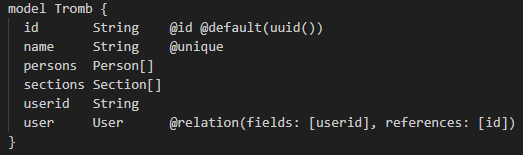 model Tromb {
id String @id @default(uuid())
name String @unique
persons Person[]
sections Section[]
userid String
user User @relation(fields: [userid], references: [id])
}